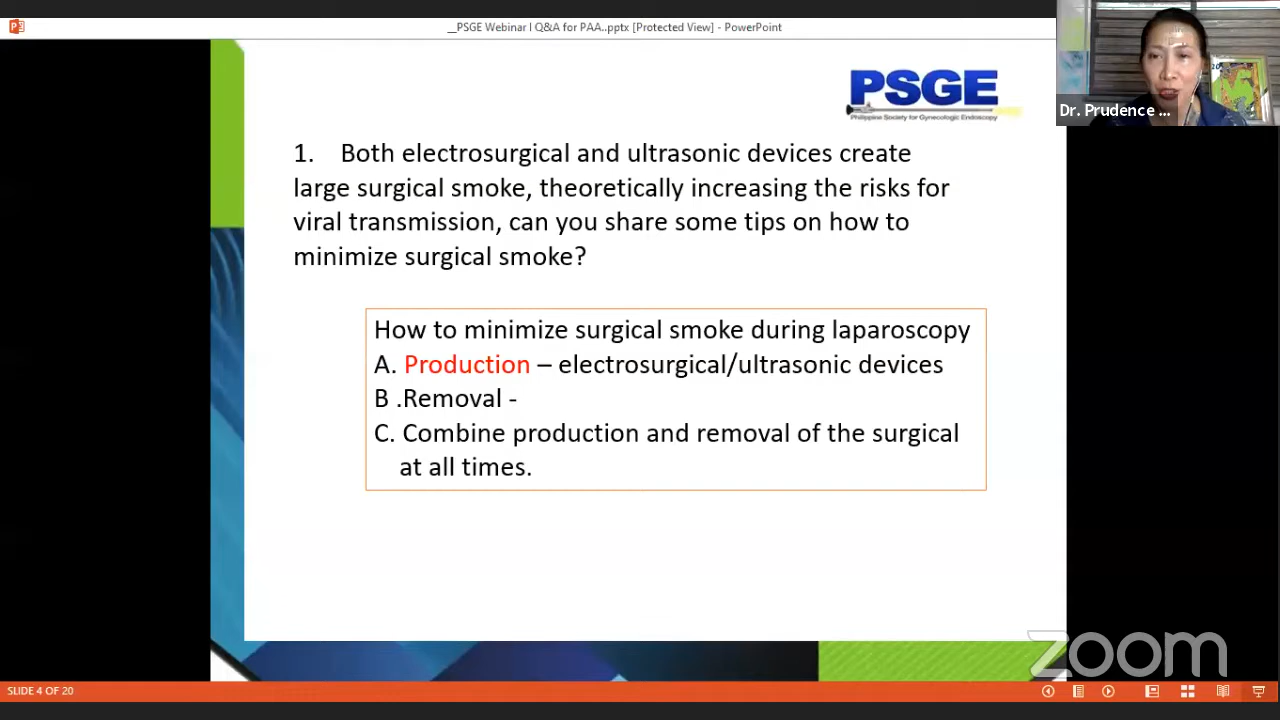 __PSGE Webinar I Q&A for PAA..pptx [Protected View] - PowerPoint
PSGE
Philippine Society for Gynecologic Endoscopy
Dr. Prudence ...
1. Both electrosurgical and ultrasonic devices create
large surgical smoke, theoretically increasing the risks for
viral transmission, can you share some tips on how to
minimize surgical smoke?
How to minimize surgical smoke during laparoscopy
A. Production – electrosurgical/ultrasonic devices
B .Removal -
C. Combine production and removal of the surgical
at all times.
zoom
SLIDE 4 OF 20